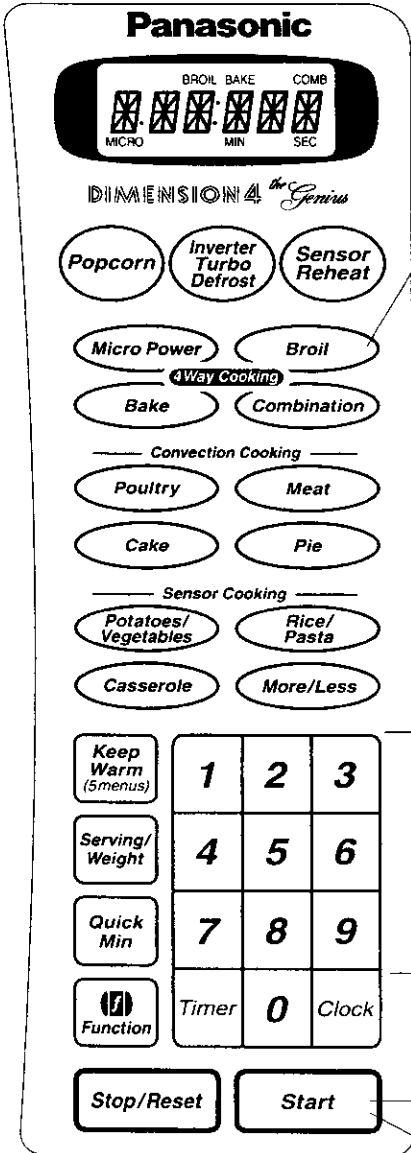 Panasonic
BROIL BAKE COMB
MICRO MIN SEC
DIMENSION 4 the Genius
Popcorn
Inverter
Turbo
Defrost
Sensor
Reheat
Micro Power
Broil
4Way Cooking
Bake
Combination
Convection Cooking
Poultry
Meat
Cake
Pie
Sensor Cooking
Potatoes/
Vegetables
Rice/
Pasta
Casserole
More/Less
Keep
Warm
(5menus)
1 2 3
Serving/
Weight
4 5 6
Quick
Min
7 8 9
f
Function
Timer 0 Clock
Stop/Reset
Start